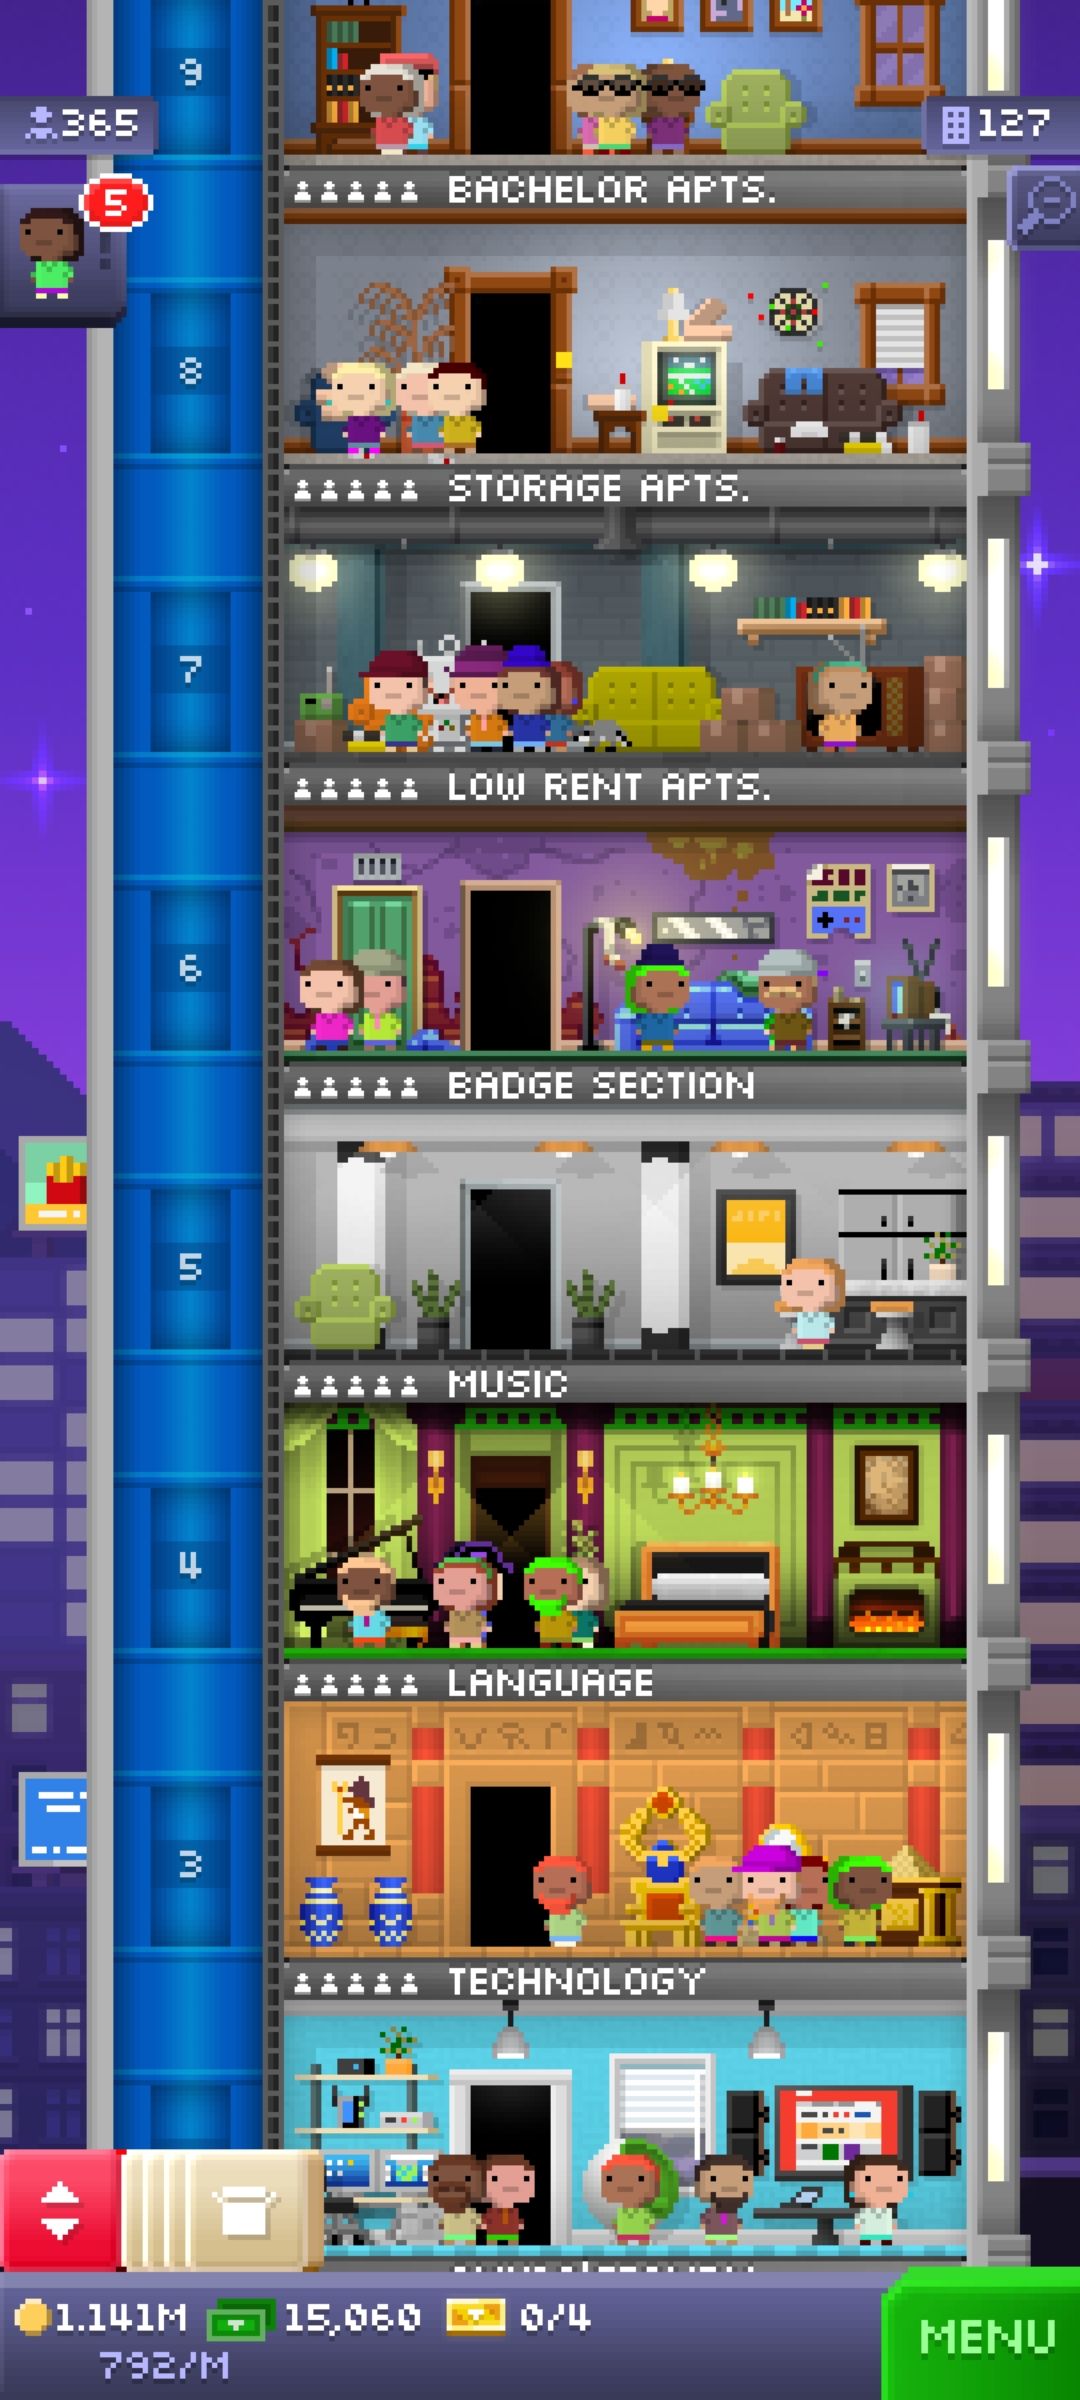 9
365
127
5
BACHELOR APTS.
8
STORAGE APTS.
7
LOW RENT APTS.
6
BADGE SECTION
5
MUSIC
4
LANGUAGE
3
TECHNOLOGY
1.141M 15,060 0/4
792/M
MENU